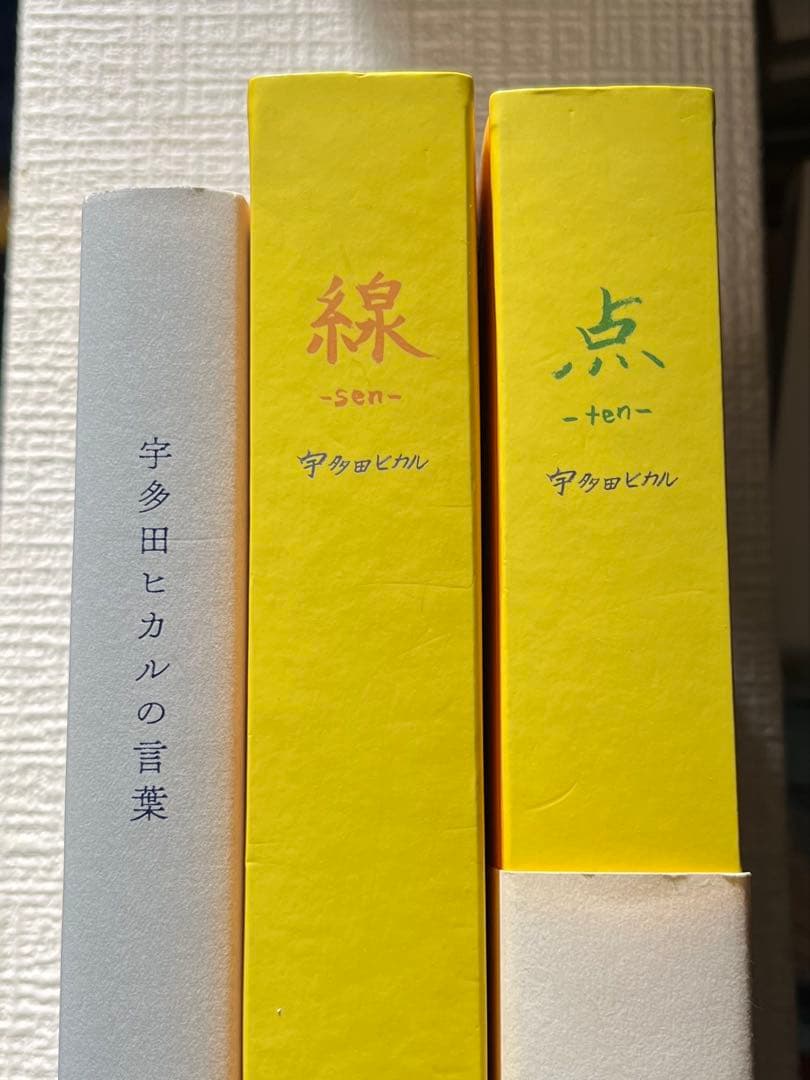 宇多田ヒカルの言葉
線
-sen-
宇多田ヒカル
点
-ten-
宇多田ヒカル